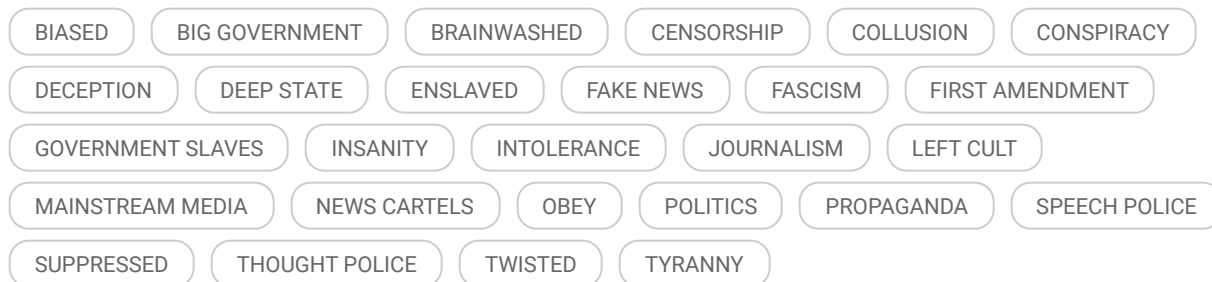 BIASED BIG GOVERNMENT BRAINWASHED CENSORSHIP COLLUSION CONSPIRACY
DECEPTION DEEP STATE ENSLAVED FAKE NEWS FASCISM FIRST AMENDMENT
GOVERNMENT SLAVES INSANITY INTOLERANCE JOURNALISM LEFT CULT
MAINSTREAM MEDIA NEWS CARTELS OBEY POLITICS PROPAGANDA SPEECH POLICE
SUPPRESSED THOUGHT POLICE TWISTED TYRANNY